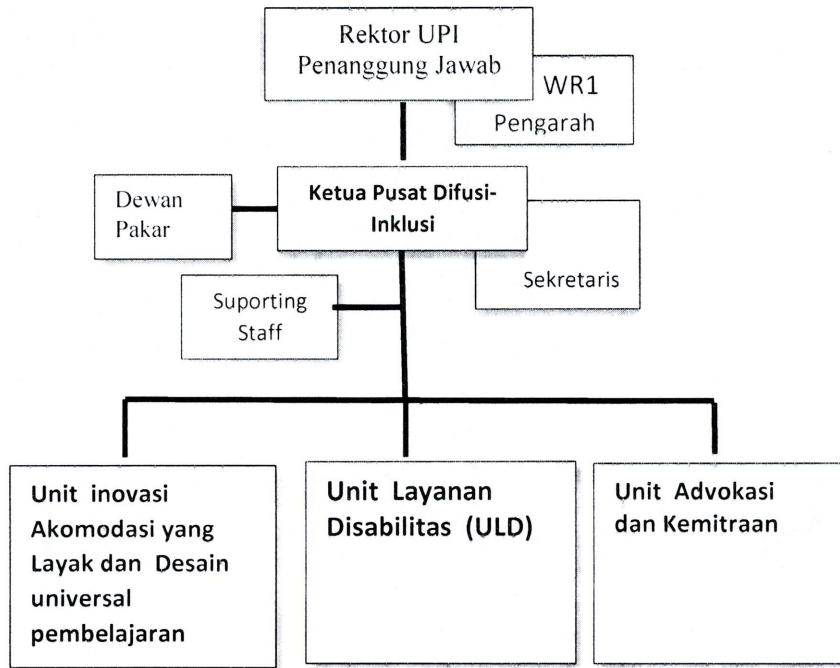 Rektor UPI
Penanggung Jawab
WR1
Pengarah
Ketua Pusat Difusi-
Inklusi
Dewan
Pakar
Sekretaris
Suporting
Staff
Unit inovasi
Akomodasi yang
Layak dan Desain
universal
pembelajaran
Unit Layanan
Disabilitas (ULD)
Unit Advokasi
dan Kemitraan